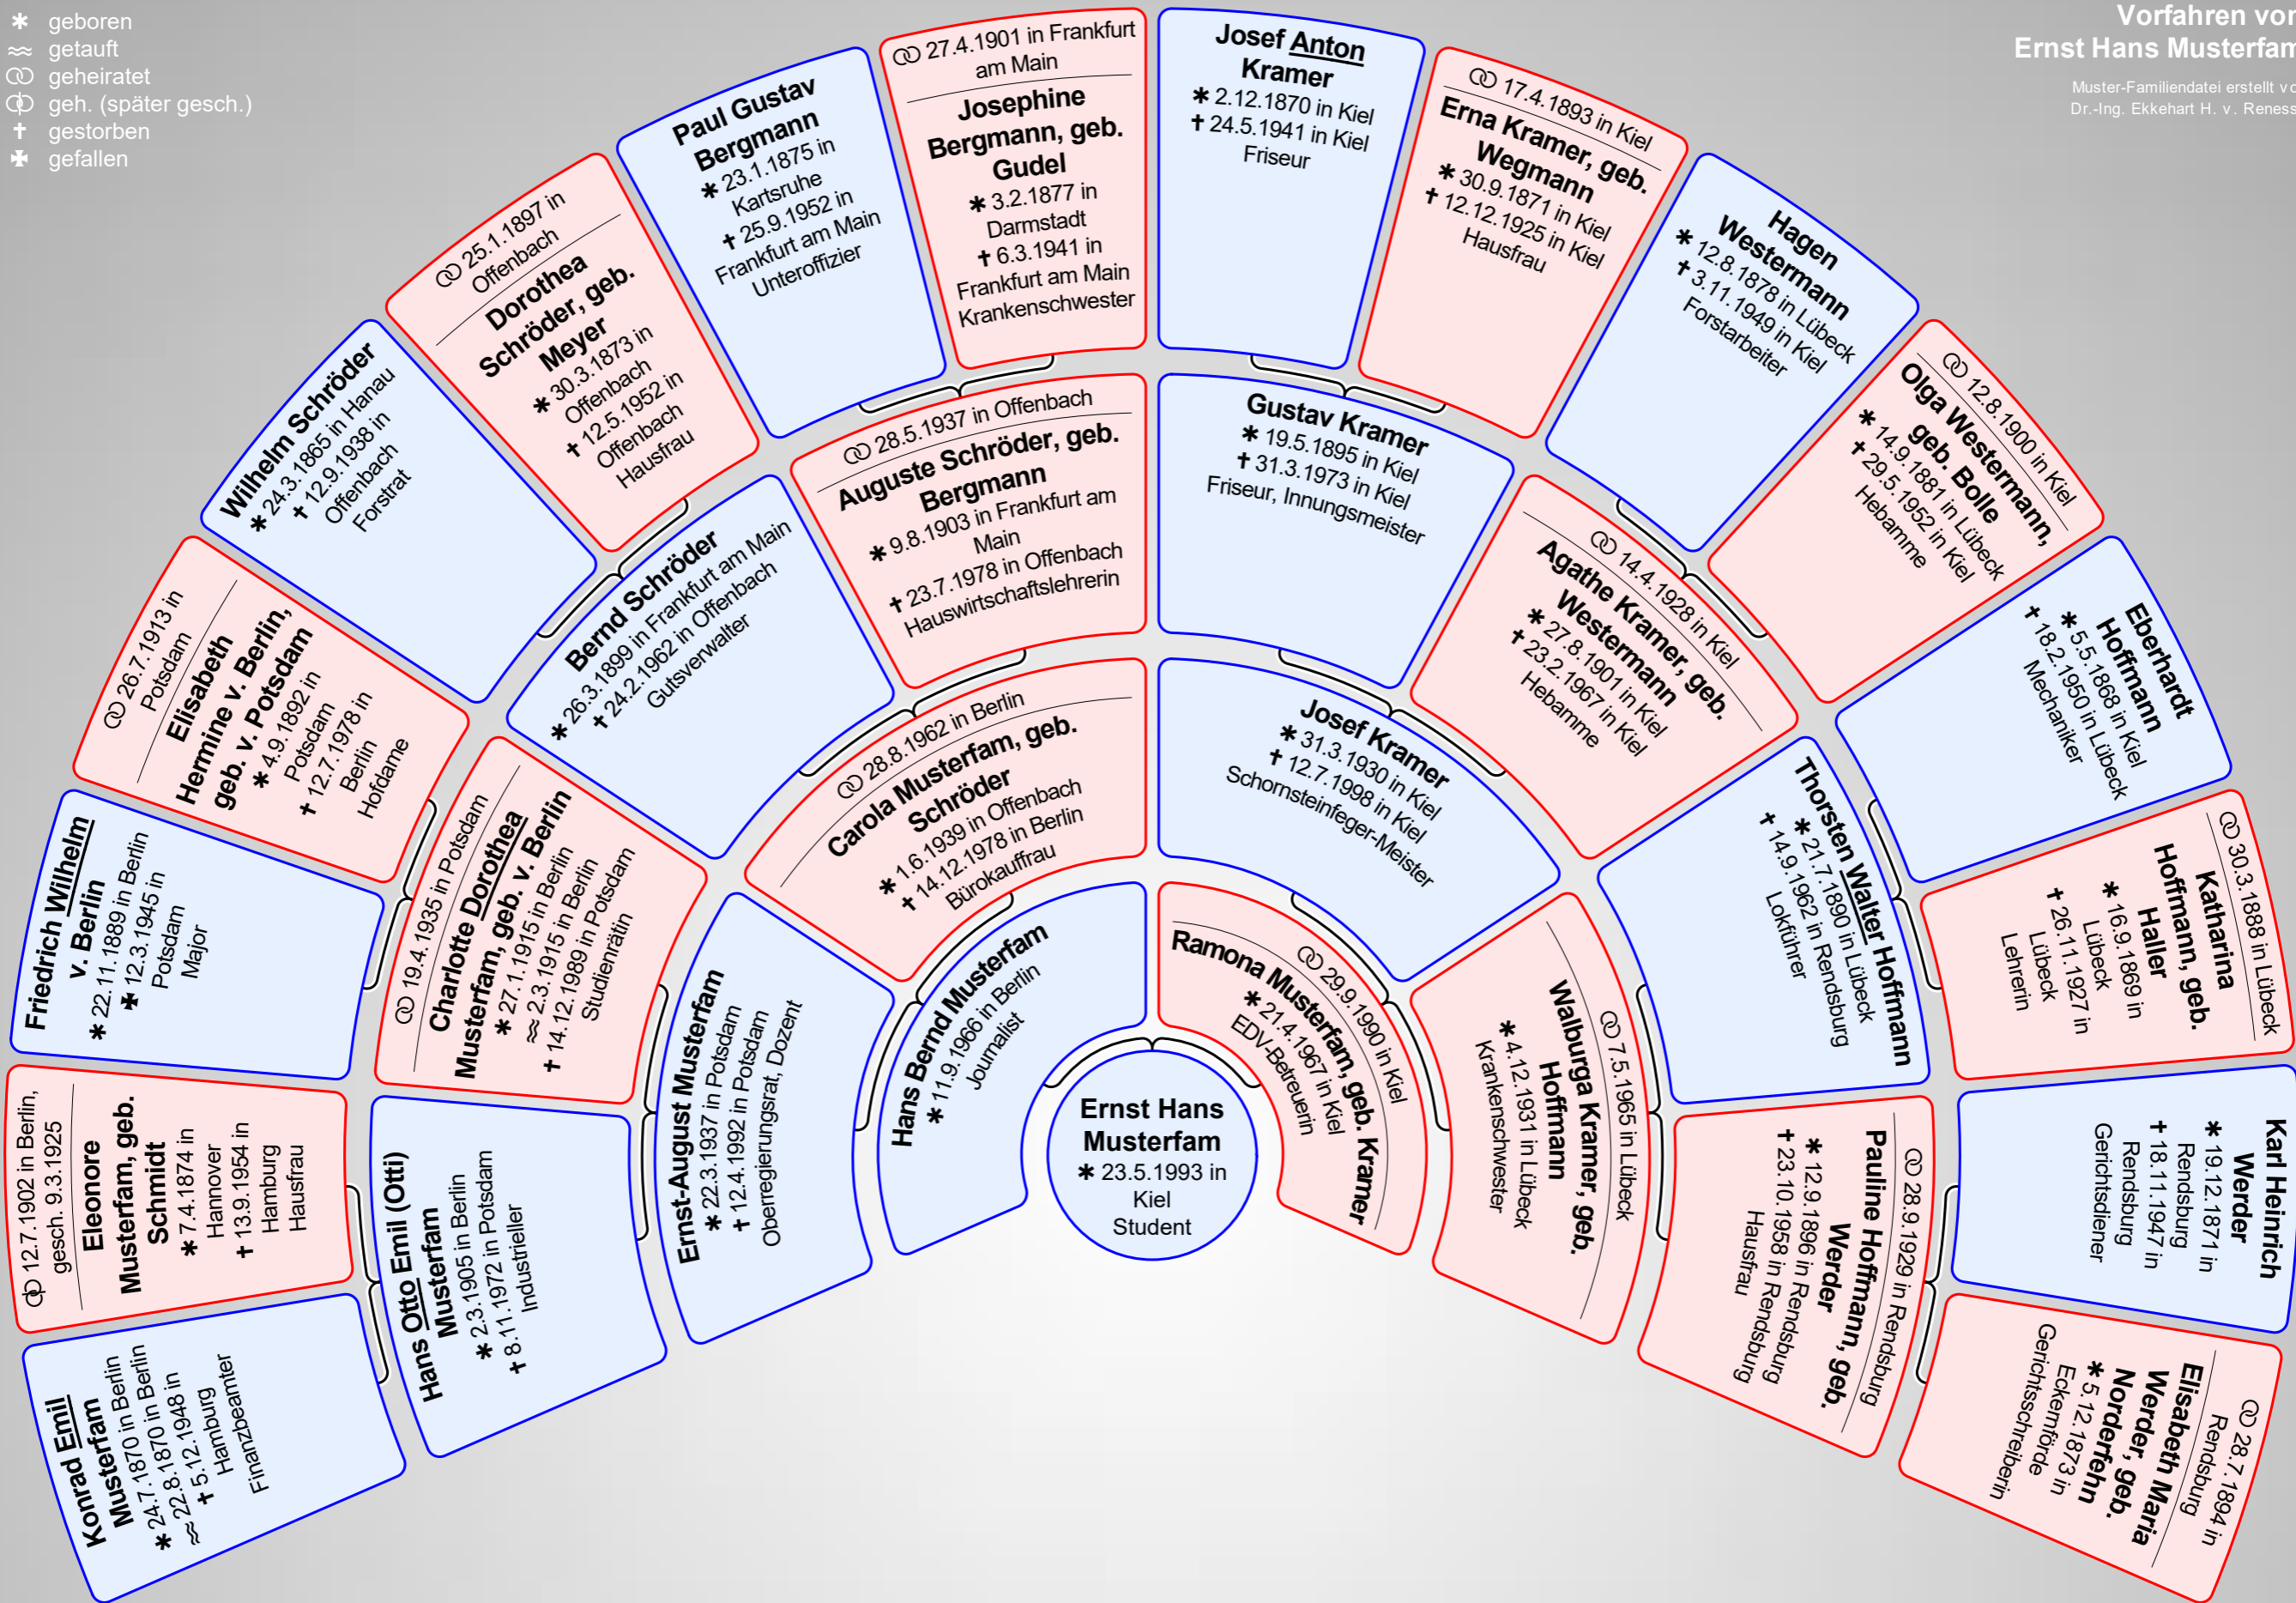 ✱ geboren
≈ getauft
⚭ geheiratet
geh. (später gesch.)
✝ gestorben
✠ gefallen
Vorfahren von
Ernst Hans Musterfam
Muster-Familiendatei erstellt vo
Dr.-Ing. Ekkehart H. v. Reness
Konrad Emil
Musterfam
✱ 24.7.1870 in Berlin
≈ 22.8.1870 in Berlin
✝ 5.12.1948 in
Hamburg
Finanzbeamter
12.7.1902 in Berlin,
gesch. 9.3.1925
Eleonore
Musterfam, geb.
Schmidt
✱ 7.4.1874 in
Hannover
✝ 13.9.1954 in
Hamburg
Hausfrau
Friedrich Wilhelm
v. Berlin
✱ 22.11.1889 in Berlin
✠ 12.3.1945 in
Potsdam
Major
⚭ 26.7.1913 in
Potsdam
Elisabeth
Hermine v. Berlin,
geb. v. Potsdam
✱ 4.9.1892 in
Potsdam
✝ 12.7.1978 in
Berlin
Hofdame
Wilhelm Schröder
✱ 24.3.1865 in Hanau
✝ 12.9.1938 in
Offenbach
Forstrat
⚭ 25.1.1897 in
Offenbach
Dorothea
Schröder, geb.
Meyer
✱ 30.3.1873 in
Offenbach
✝ 12.5.1952 in
Offenbach
Hausfrau
Paul Gustav
Bergmann
✱ 23.1.1875 in
Kartsruhe
✝ 25.9.1952 in
Frankfurt am Main
Unteroffizier
⚭ 27.4.1901 in Frankfurt
am Main
Josephine
Bergmann, geb.
Gudel
✱ 3.2.1877 in
Darmstadt
✝ 6.3.1941 in
Frankfurt am Main
Krankenschwester
Josef Anton
Kramer
✱ 2.12.1870 in Kiel
✝ 24.5.1941 in Kiel
Friseur
⚭ 17.4.1893 in Kiel
Erna Kramer, geb.
Wegmann
✱ 30.9.1871 in Kiel
✝ 12.12.1925 in Kiel
Hausfrau
Hagen
Westermann
✱ 12.8.1878 in Lübeck
✝ 3.11.1949 in Kiel
Forstarbeiter
⚭ 12.8.1900 in Kiel
Olga Westermann,
geb. Bolle
✱ 14.9.1881 in Lübeck
✝ 29.5.1952 in Kiel
Hebamme
Eberhardt
Hoffmann
✱ 5.5.1868 in Kiel
✝ 18.2.1950 in Lübeck
Mechaniker
⚭ 30.3.1888 in Lübeck
Katharina
Hoffmann, geb.
Haller
✱ 16.9.1869 in
Lübeck
✝ 26.11.1927 in
Lübeck
Lehrerin
Karl Heinrich
Werder
✱ 19.12.1871 in
Rendsburg
✝ 18.11.1947 in
Rendsburg
Gerichtsdiener
⚭ 28.7.1894 in
Rendsburg
Elisabeth Maria
Werder, geb.
Norderfehn
✱ 5.12.1873 in
Eckernförde
Gerichtsschreiberin
Hans Otto Emil (Otti)
Musterfam
✱ 2.3.1905 in Berlin
✝ 8.11.1972 in Potsdam
Industrieller
⚭ 19.4.1935 in Potsdam
Charlotte Dorothea
Musterfam, geb. v. Berlin
✱ 27.1.1915 in Berlin
≈ 2.3.1915 in Berlin
✝ 14.12.1989 in Potsdam
Studienrätin
Bernd Schröder
✱ 26.3.1899 in Frankfurt am Main
✝ 24.2.1962 in Offenbach
Gutsverwalter
⚭ 28.5.1937 in Offenbach
Auguste Schröder, geb.
Bergmann
✱ 9.8.1903 in Frankfurt am
Main
✝ 23.7.1978 in Offenbach
Hauswirtschaftslehrerin
Gustav Kramer
✱ 19.5.1895 in Kiel
✝ 31.3.1973 in Kiel
Friseur, Innungsmeister
⚭ 14.4.1928 in Kiel
Agathe Kramer, geb.
Westermann
✱ 27.8.1901 in Kiel
✝ 23.2.1967 in Kiel
Hebamme
Thorsten Walter Hoffmann
✱ 21.7.1890 in Lübeck
✝ 14.9.1962 in Rendsburg
Lokführer
⚭ 28.9.1929 in Rendsburg
Pauline Hoffmann, geb.
Werder
✱ 12.9.1896 in Rendsburg
✝ 23.10.1958 in Rendsburg
Hausfrau
Ernst-August Musterfam
✱ 22.3.1937 in Potsdam
✝ 12.4.1992 in Potsdam
Oberregierungsrat, Dozent
⚭ 28.8.1962 in Berlin
Carola Musterfam, geb.
Schröder
✱ 1.6.1939 in Offenbach
✝ 14.12.1978 in Berlin
Bürokauffrau
Josef Kramer
✱ 31.3.1930 in Kiel
✝ 12.7.1998 in Kiel
Schornsteinfeger-Meister
⚭ 7.5.1965 in Lübeck
Walburga Kramer, geb.
Hoffmann
✱ 4.12.1931 in Lübeck
Krankenschwester
Hans Bernd Musterfam
✱ 11.9.1966 in Berlin
Journalist
⚭ 29.9.1990 in Kiel
Ramona Musterfam, geb. Kramer
✱ 21.4.1967 in Kiel
EDV-Betreuerin
Ernst Hans
Musterfam
✱ 23.5.1993 in
Kiel
Student